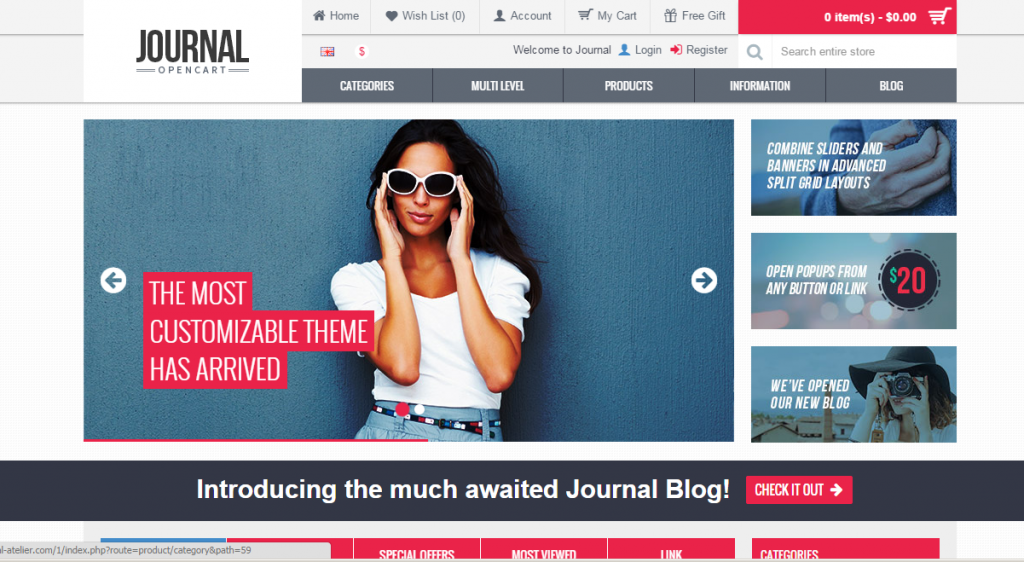 JOURNAL
OPENCART
Home
Wish List (0)
Account
My Cart
Free Gift
0 item(s) - $0.00
$
Welcome to Journal
Login
Register
Search entire store
CATEGORIES
MULTI LEVEL
PRODUCTS
INFORMATION
BLOG
THE MOST
CUSTOMIZABLE THEME
HAS ARRIVED
COMBINE SLIDERS AND
BANNERS IN ADVANCED
SPLIT GRID LAYOUTS
OPEN POPUPS FROM
ANY BUTTON OR LINK
$20
WE'VE OPENED
OUR NEW BLOG
Introducing the much awaited Journal Blog!
CHECK IT OUT
l-atelier.com/1/index.php?route=product/category&path=59
SPECIAL OFFERS
MOST VIEWED
LINK
CATEGORIES